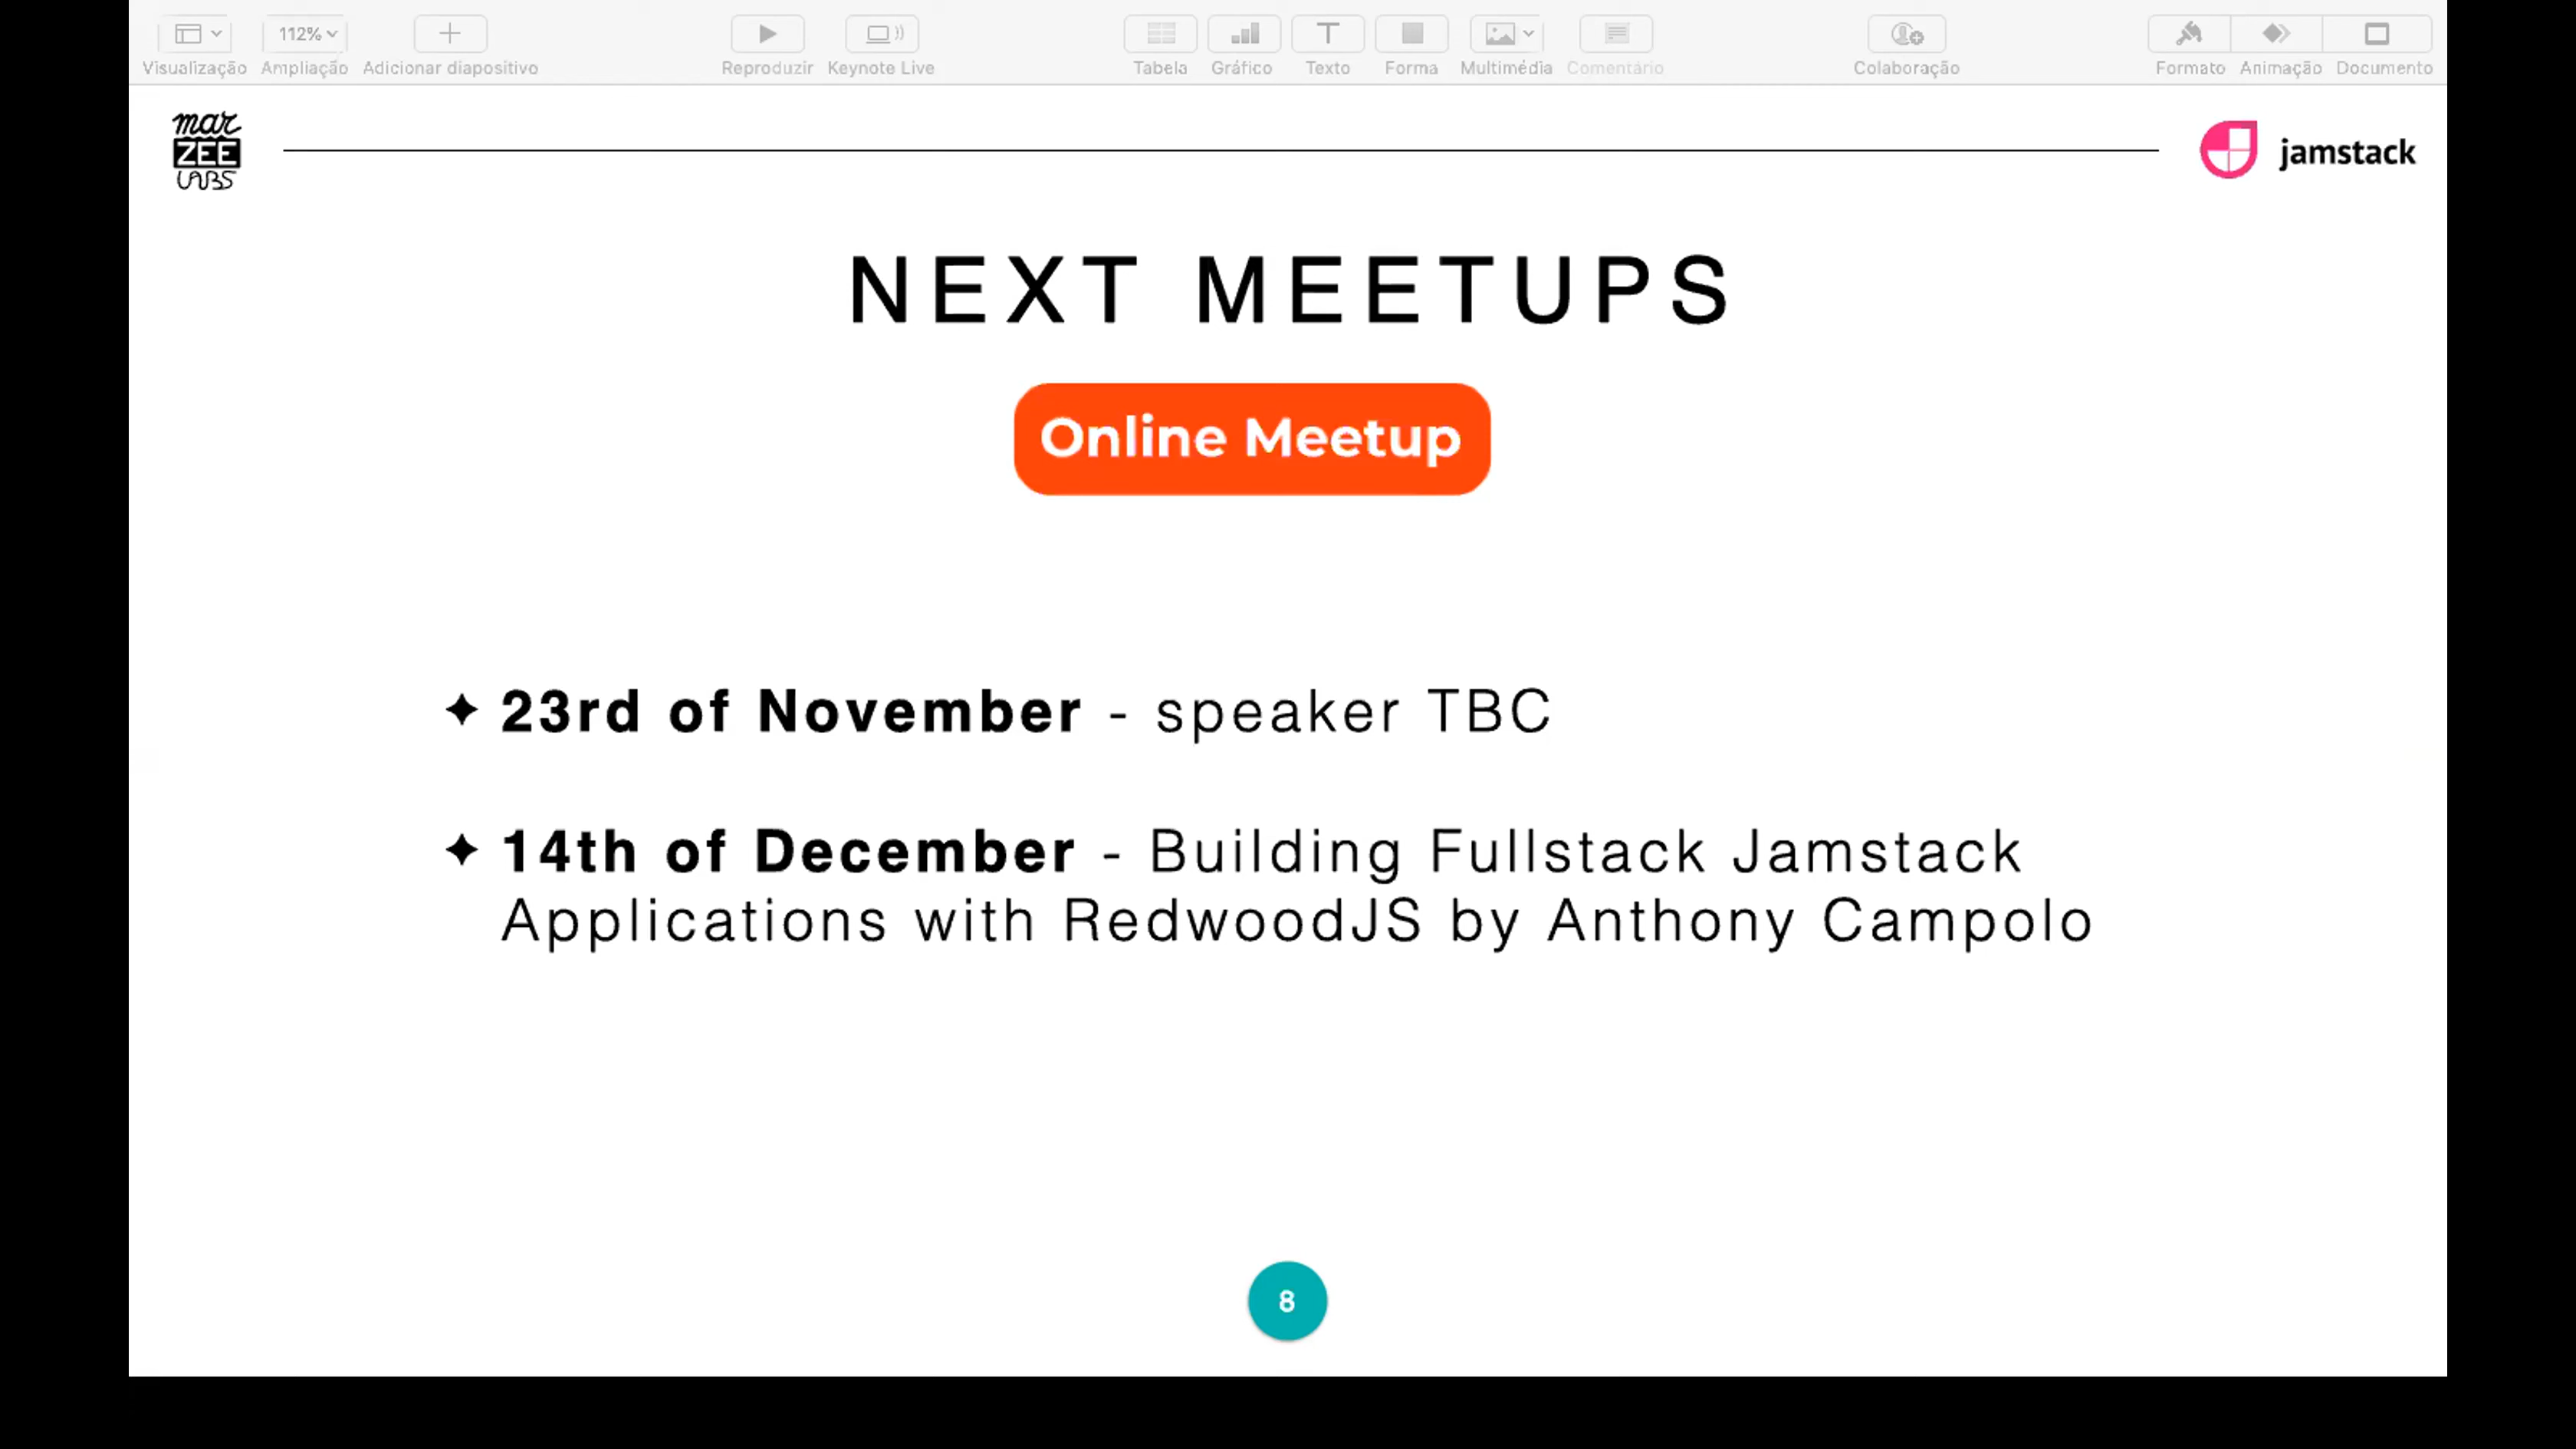 112%
Visualização Ampliação Adicionar diapositivo Reproduzir Keynote Live Tabela Gráfico Texto Forma Multimédia Comentário Colaboração Formato Animação Documento
mar
ZEE
LABS
jamstack
NEXT MEETUPS
Online Meetup
✦ 23rd of November - speaker TBC
✦ 14th of December - Building Fullstack Jamstack
Applications with RedwoodJS by Anthony Campolo
8